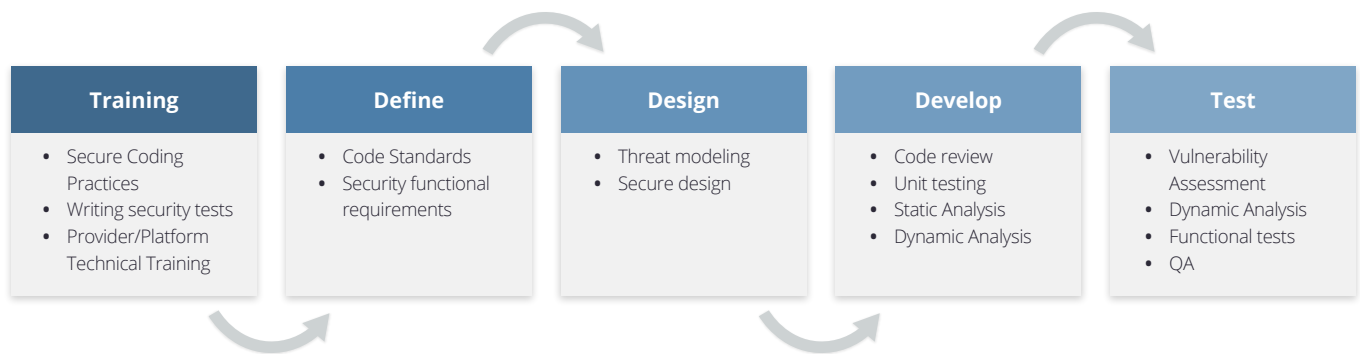 Training
• Secure Coding
Practices
• Writing security tests
• Provider/Platform
Technical Training
Define
• Code Standards
• Security functional
requirements
Design
• Threat modeling
• Secure design
Develop
• Code review
• Unit testing
• Static Analysis
• Dynamic Analysis
Test
• Vulnerability
Assessment
• Dynamic Analysis
• Functional tests
• QA